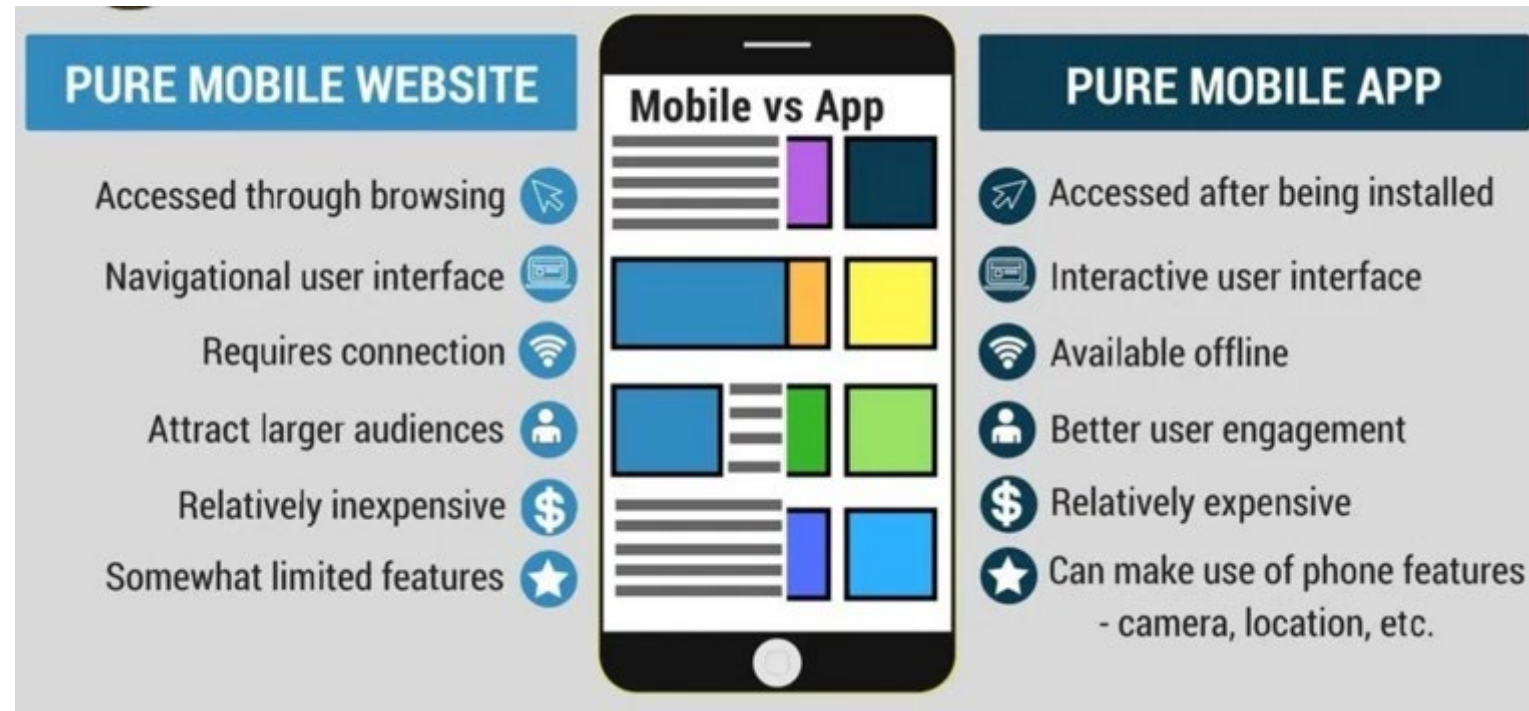 PURE MOBILE WEBSITE
Accessed through browsing
Navigational user interface
Requires connection
Attract larger audiences
Relatively inexpensive
Somewhat limited features
Mobile vs App
PURE MOBILE APP
Accessed after being installed
Interactive user interface
Available offline
Better user engagement
Relatively expensive
Can make use of phone features
- camera, location, etc.